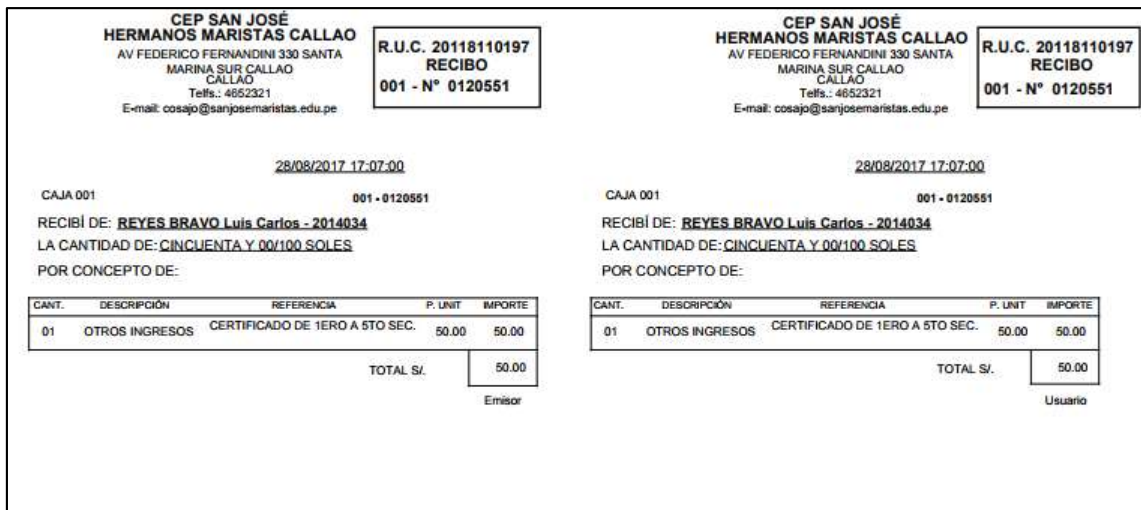 CEP SAN JOSÉ
HERMANOS MARISTAS CALLAO
AV FEDERICO FERNANDINI 330 SANTA
MARINA SUR CALLAO
CALLAO
Telfs.: 4652321
E-mail: cosajo@sanjosemaristas.edu.pe
R.U.C. 20118110197
RECIBO
001 - N° 0120551
28/08/2017 17:07:00
CAJA 001 001 - 0120551
RECIBÍ DE: REYES BRAVO Luis Carlos - 2014034
LA CANTIDAD DE: CINCUENTA Y 00/100 SOLES
POR CONCEPTO DE:
CANT. DESCRIPCIÓN REFERENCIA P. UNIT IMPORTE
01 OTROS INGRESOS CERTIFICADO DE 1ERO A 5TO SEC. 50.00 50.00
TOTAL S/. 50.00
Emisor
CEP SAN JOSÉ
HERMANOS MARISTAS CALLAO
AV FEDERICO FERNANDINI 330 SANTA
MARINA SUR CALLAO
CALLAO
Telfs.: 4652321
E-mail: cosajo@sanjosemaristas.edu.pe
R.U.C. 20118110197
RECIBO
001 - N° 0120551
28/08/2017 17:07:00
CAJA 001 001 - 0120551
RECIBÍ DE: REYES BRAVO Luis Carlos - 2014034
LA CANTIDAD DE: CINCUENTA Y 00/100 SOLES
POR CONCEPTO DE:
CANT. DESCRIPCIÓN REFERENCIA P. UNIT IMPORTE
01 OTROS INGRESOS CERTIFICADO DE 1ERO A 5TO SEC. 50.00 50.00
TOTAL S/. 50.00
Usuario